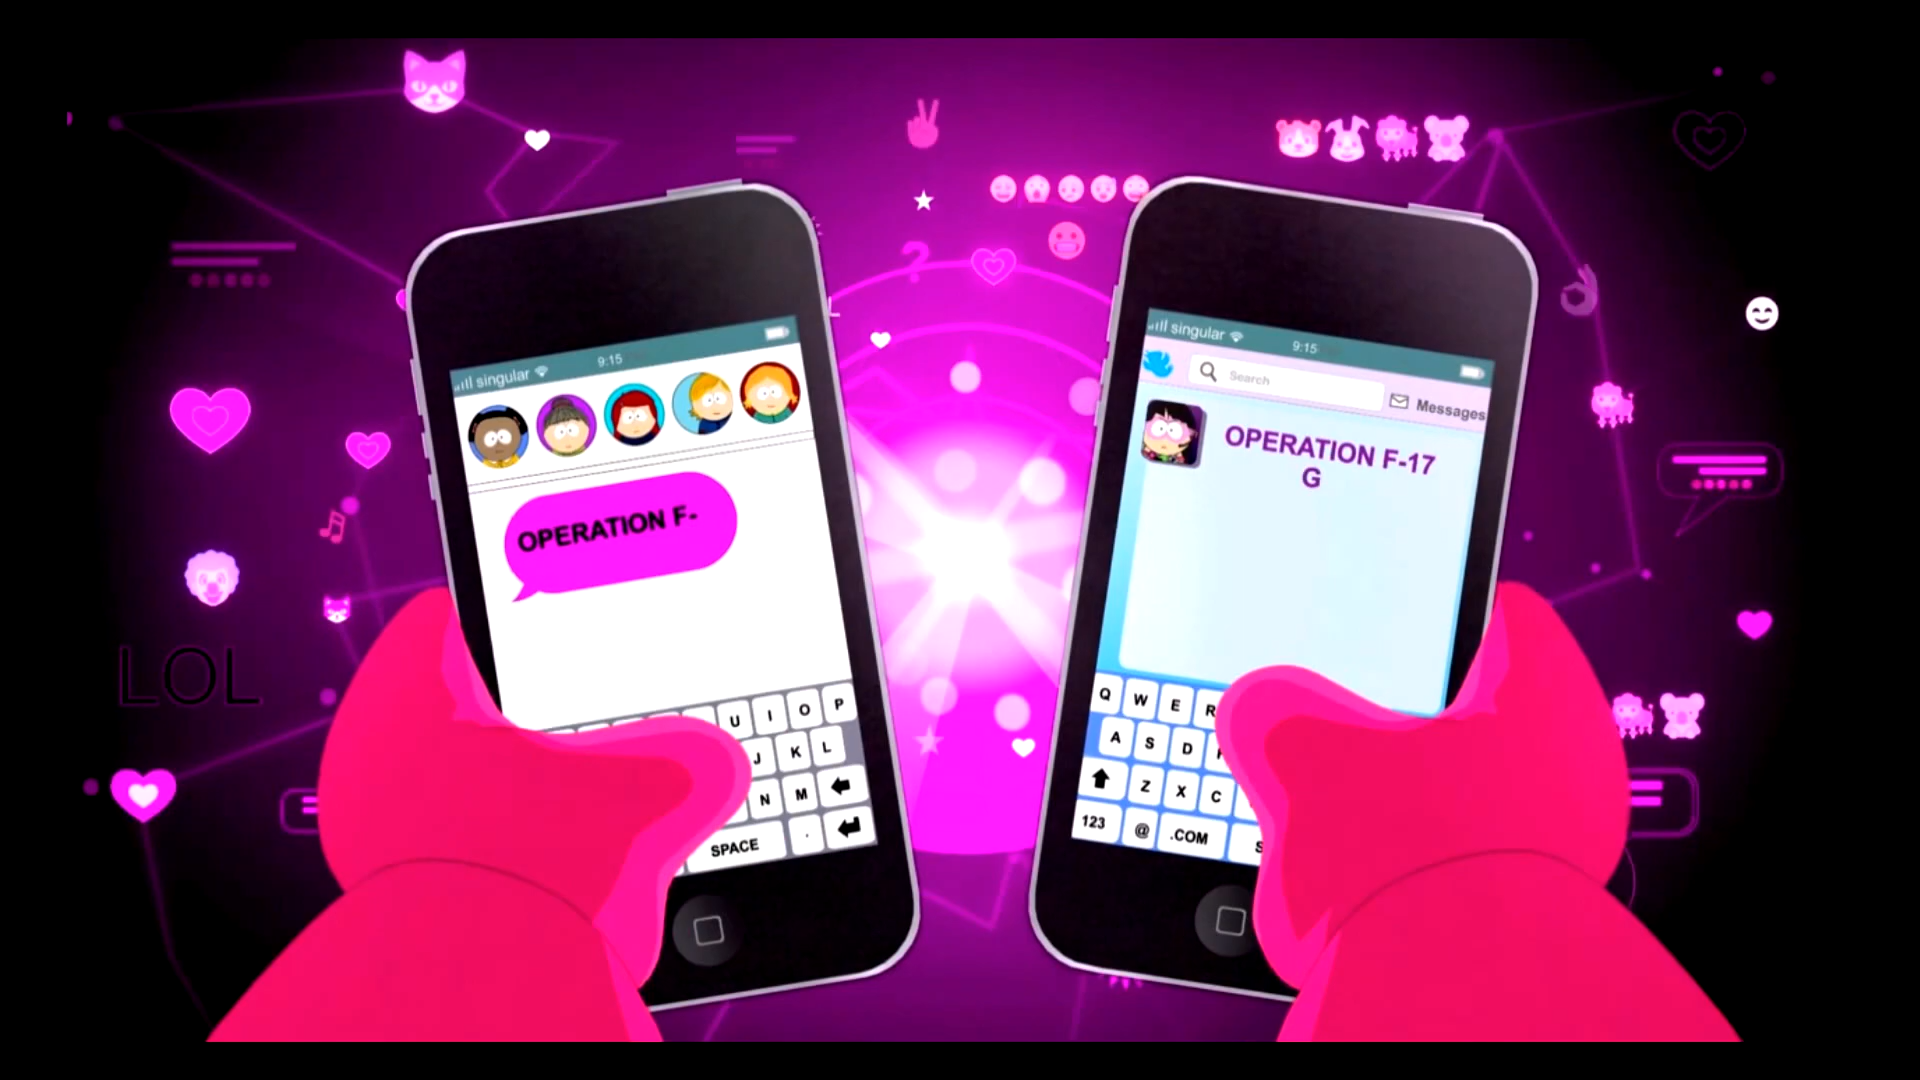 singular 9:15
OPERATION F-
U I O P
J K L
N M
SPACE .
singular 9:15
Search
Messages
OPERATION F-17
G
Q W E R
A S D
Z X C
123 @ .COM S
LOL